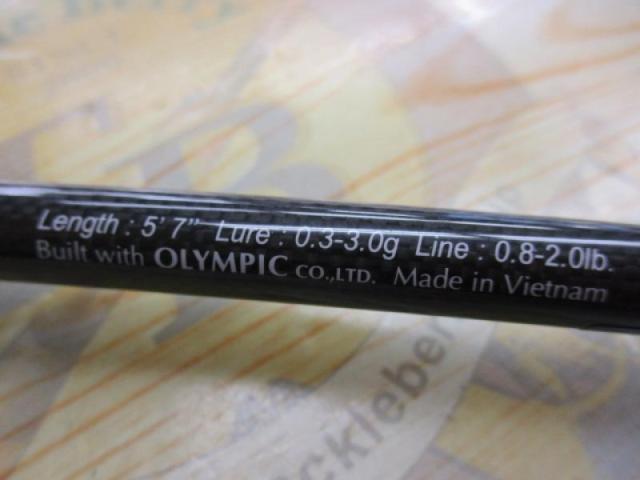 Length : 5' 7" Lure : 0.3-3.0g Line : 0.8-2.0lb.
Built with OLYMPIC CO.,LTD. Made in Vietnam